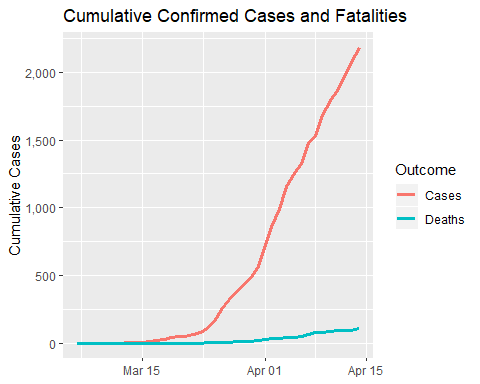 Cumulative Confirmed Cases and Fatalities
Cumulative Cases
2,000
1,500
1,000
500
0
Mar 15
Apr 01
Apr 15
Outcome
Cases
Deaths